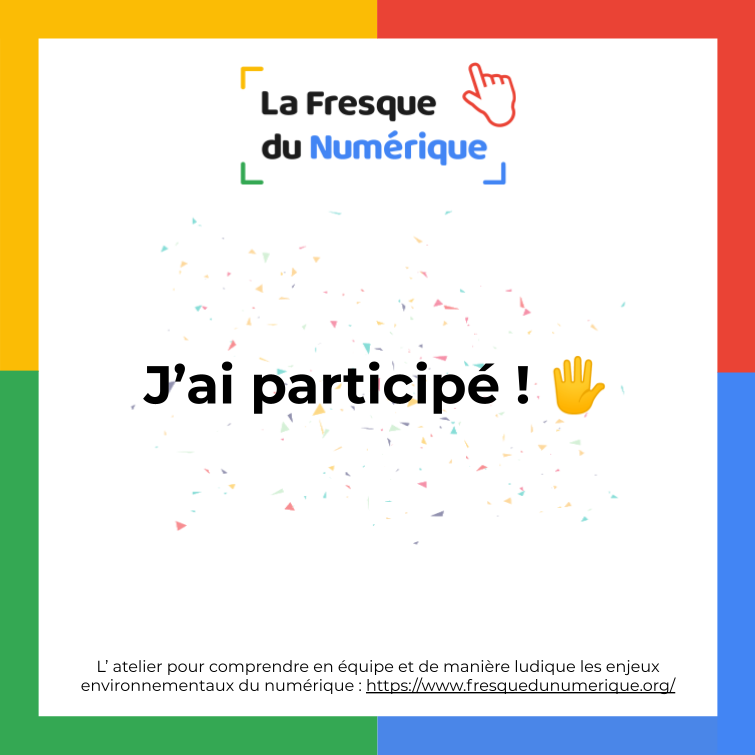 La Fresque
du Numérique
J’ai participé ! 🖐
L’ atelier pour comprendre en équipe et de manière ludique les enjeux
environnementaux du numérique : https://www.fresquedunumerique.org/